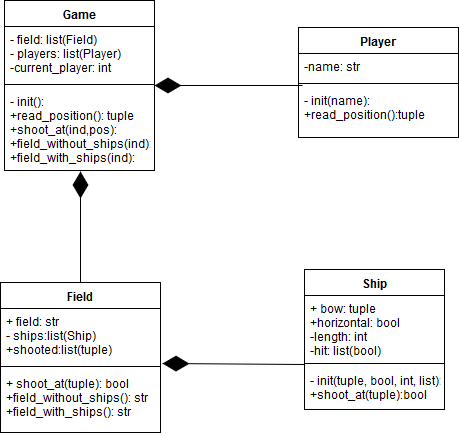 Game
- field: list(Field)
- players: list(Player)
-current_player: int
- init():
+read_position(): tuple
+shoot_at(ind,pos):
+field_without_ships(ind):
+field_with_ships(ind):
Player
-name: str
- init(name):
+read_position():tuple
Field
+ field: str
- ships:list(Ship)
+shooted:list(tuple)
+ shoot_at(tuple): bool
+field_without_ships(): str
+field_with_ships(): str
Ship
+ bow: tuple
+horizontal: bool
-length: int
-hit: list(bool)
- init(tuple, bool, int, list):
+shoot_at(tuple):bool